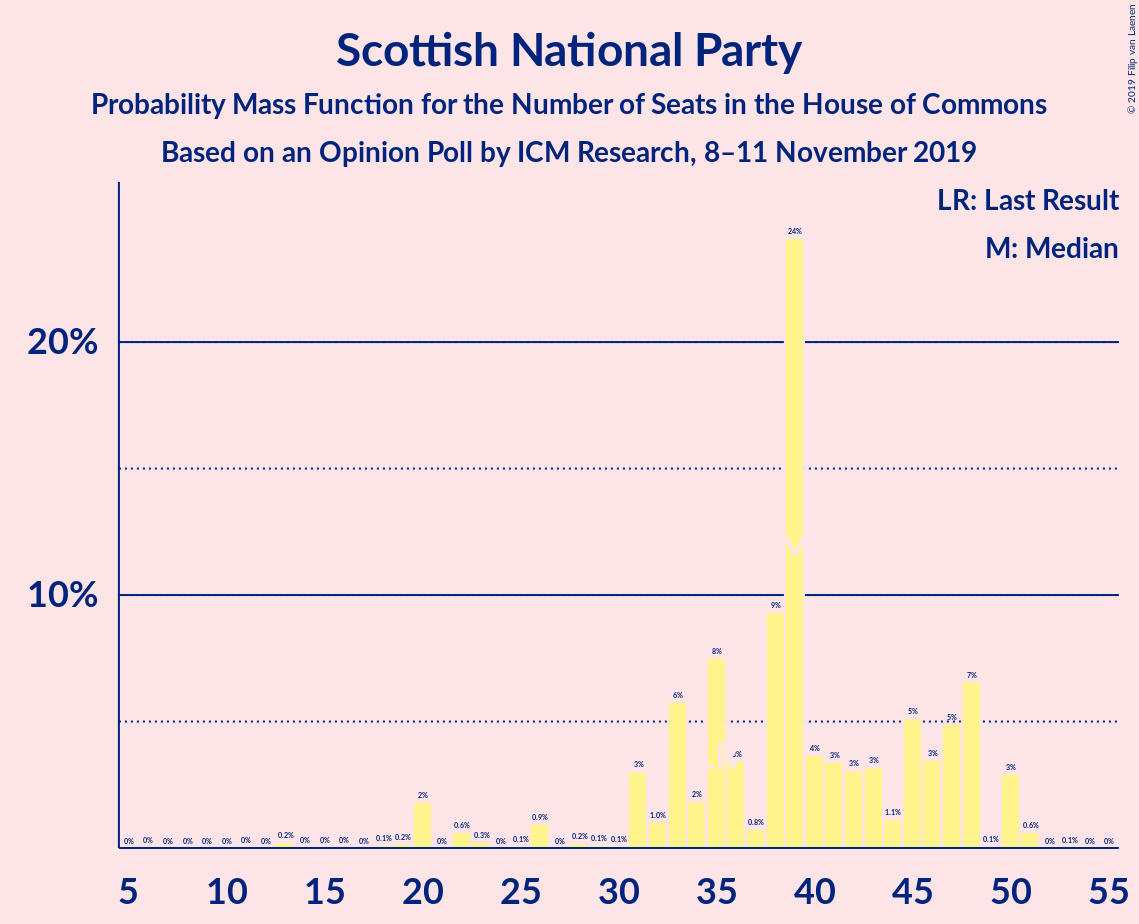 Scottish National Party
Probability Mass Function for the Number of Seats in the House of Commons
Based on an Opinion Poll by ICM Research, 8–11 November 2019
© 2019 Filip van Laenen
LR: Last Result
M: Median
20%
10%
0% 0% 0% 0% 0% 0% 0% 0% 0.2% 0% 0% 0% 0% 0.1% 0.2% 2% 0% 0.6% 0.3% 0% 0.1% 0.9% 0% 0.2% 0.1% 0.1% 3% 1.0% 6% 2% 8% 0.8% 9% 24% 4% 3% 3% 3% 1.1% 5% 3% 5% 7% 0.1% 3% 0.6% 0% 0.1% 0% 0%
5 10 15 20 25 30 35 40 45 50 55